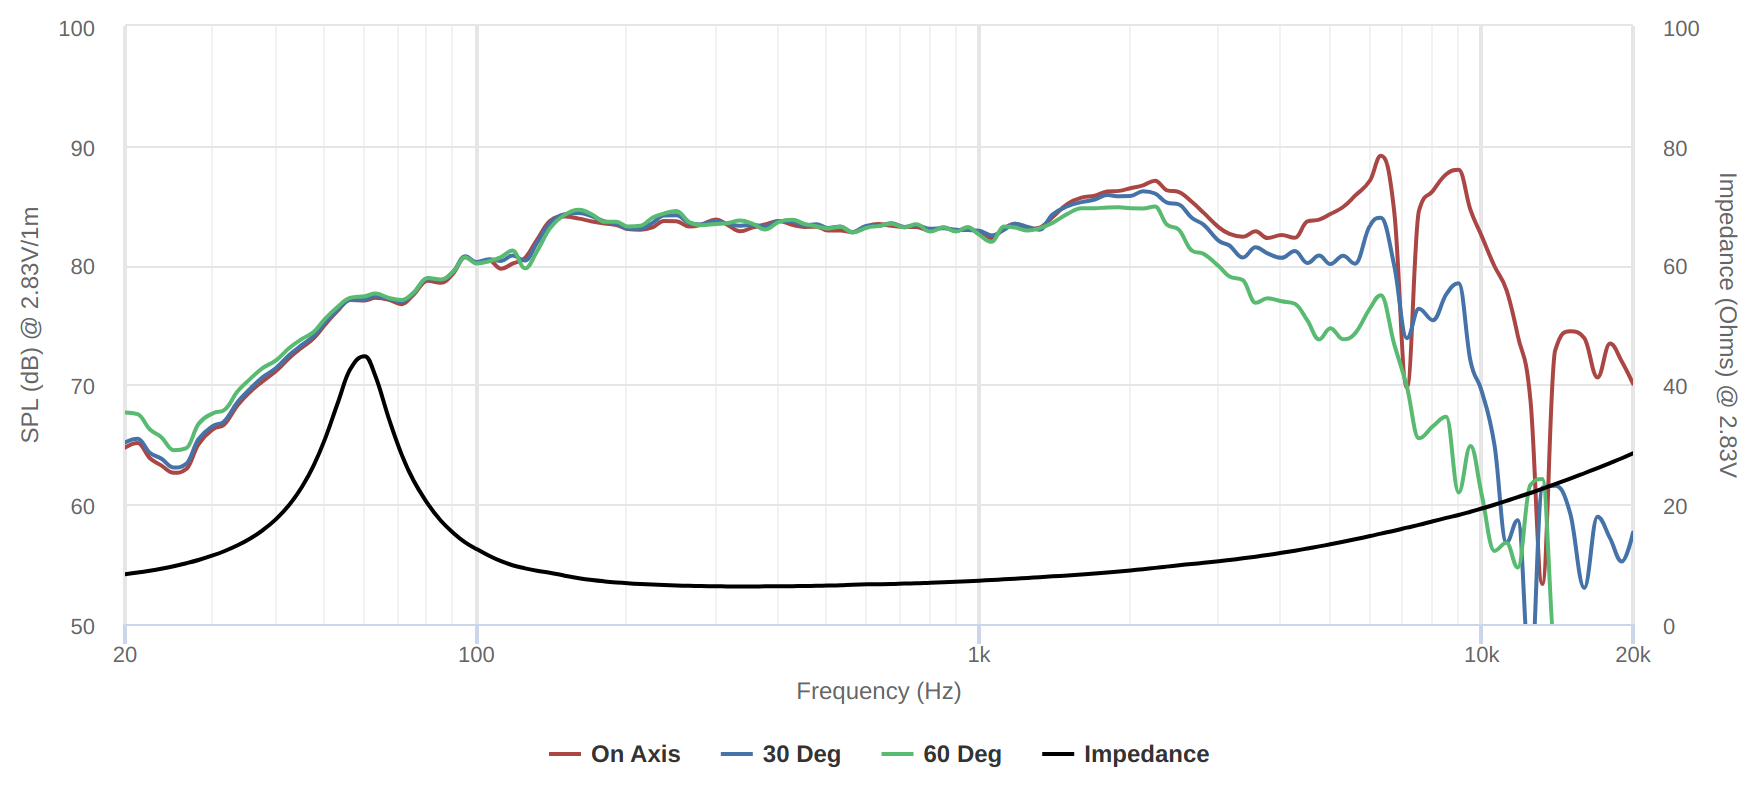 100
90
80
70
60
50
SPL (dB) @ 2.83V/1m
100
80
60
40
20
0
Impedance (Ohms) @ 2.83V
20 100 1k 10k 20k
Frequency (Hz)
On Axis 30 Deg 60 Deg Impedance